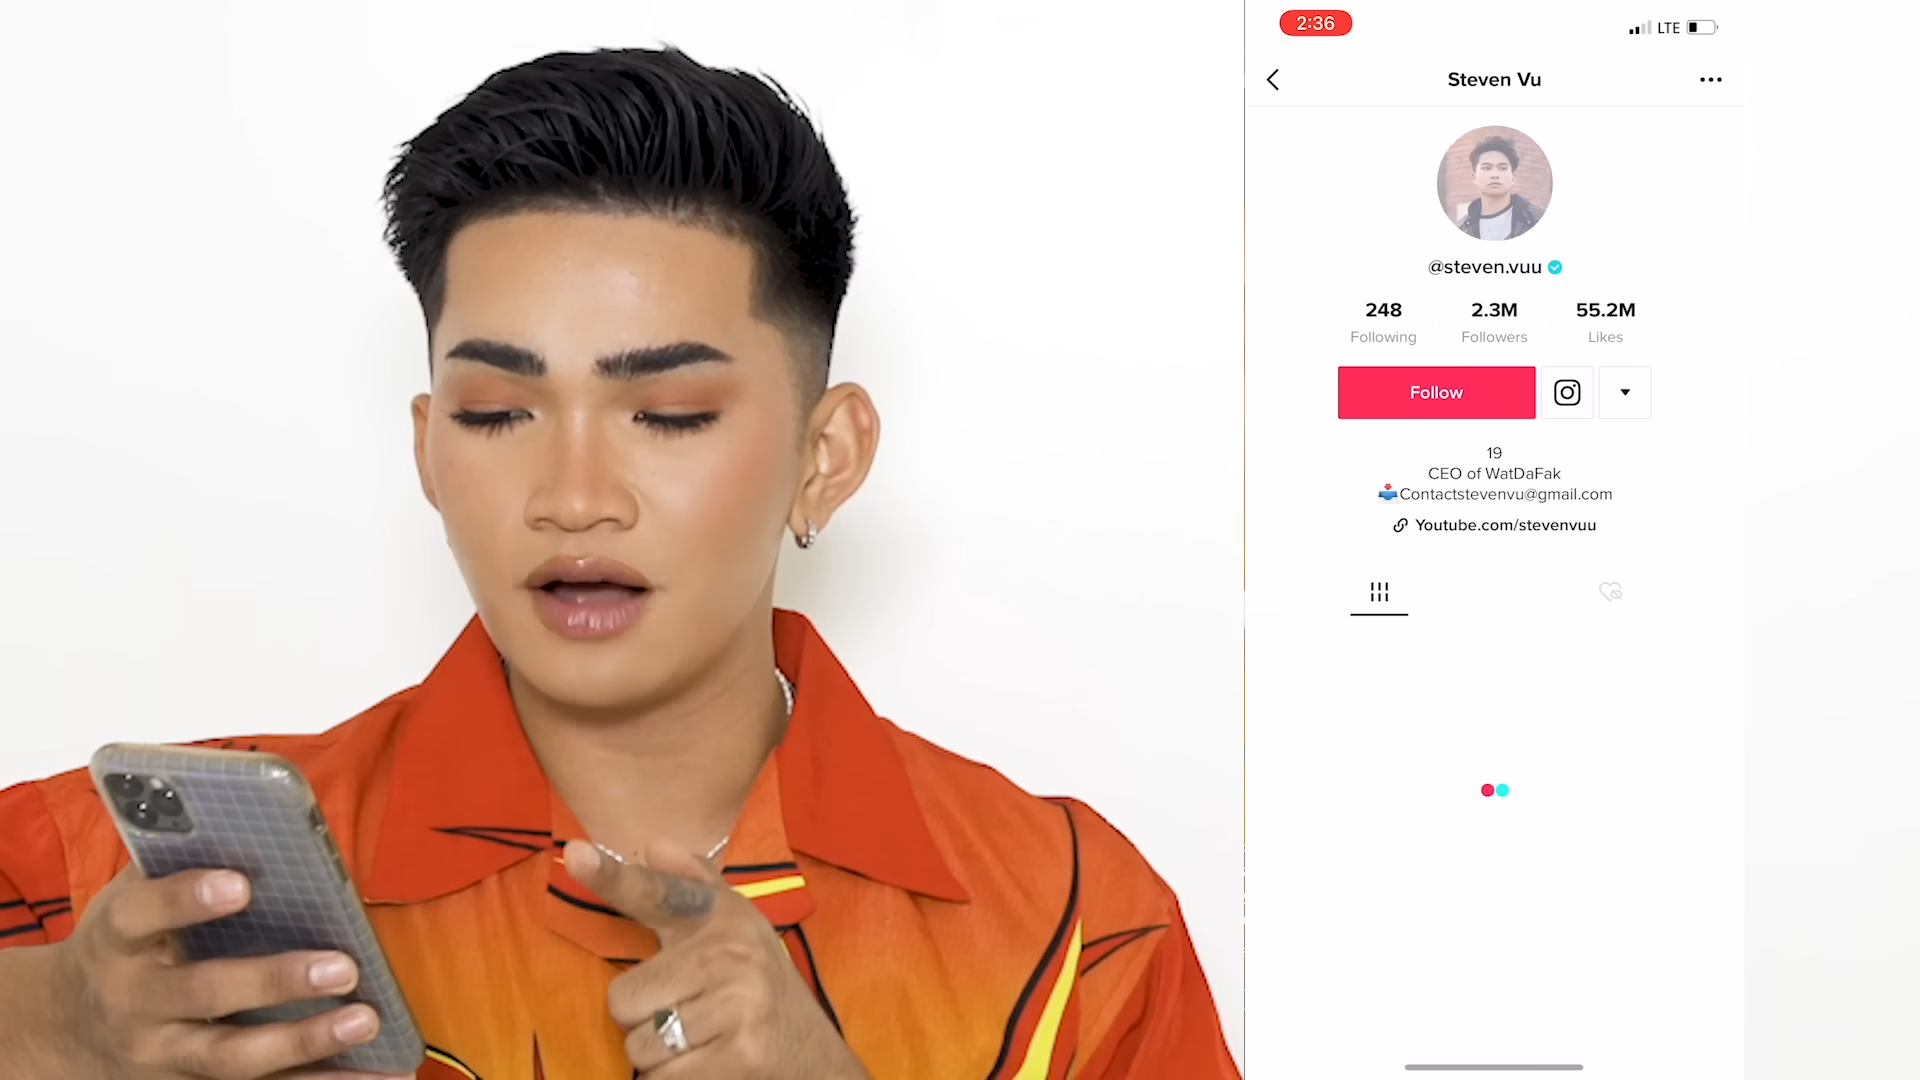 2:36
LTE
Steven Vu
@steven.vuu
248
2.3M
55.2M
Following
Followers
Likes
Follow
19
CEO of WatDaFak
Contactstevenvu@gmail.com
Youtube.com/stevenvuu